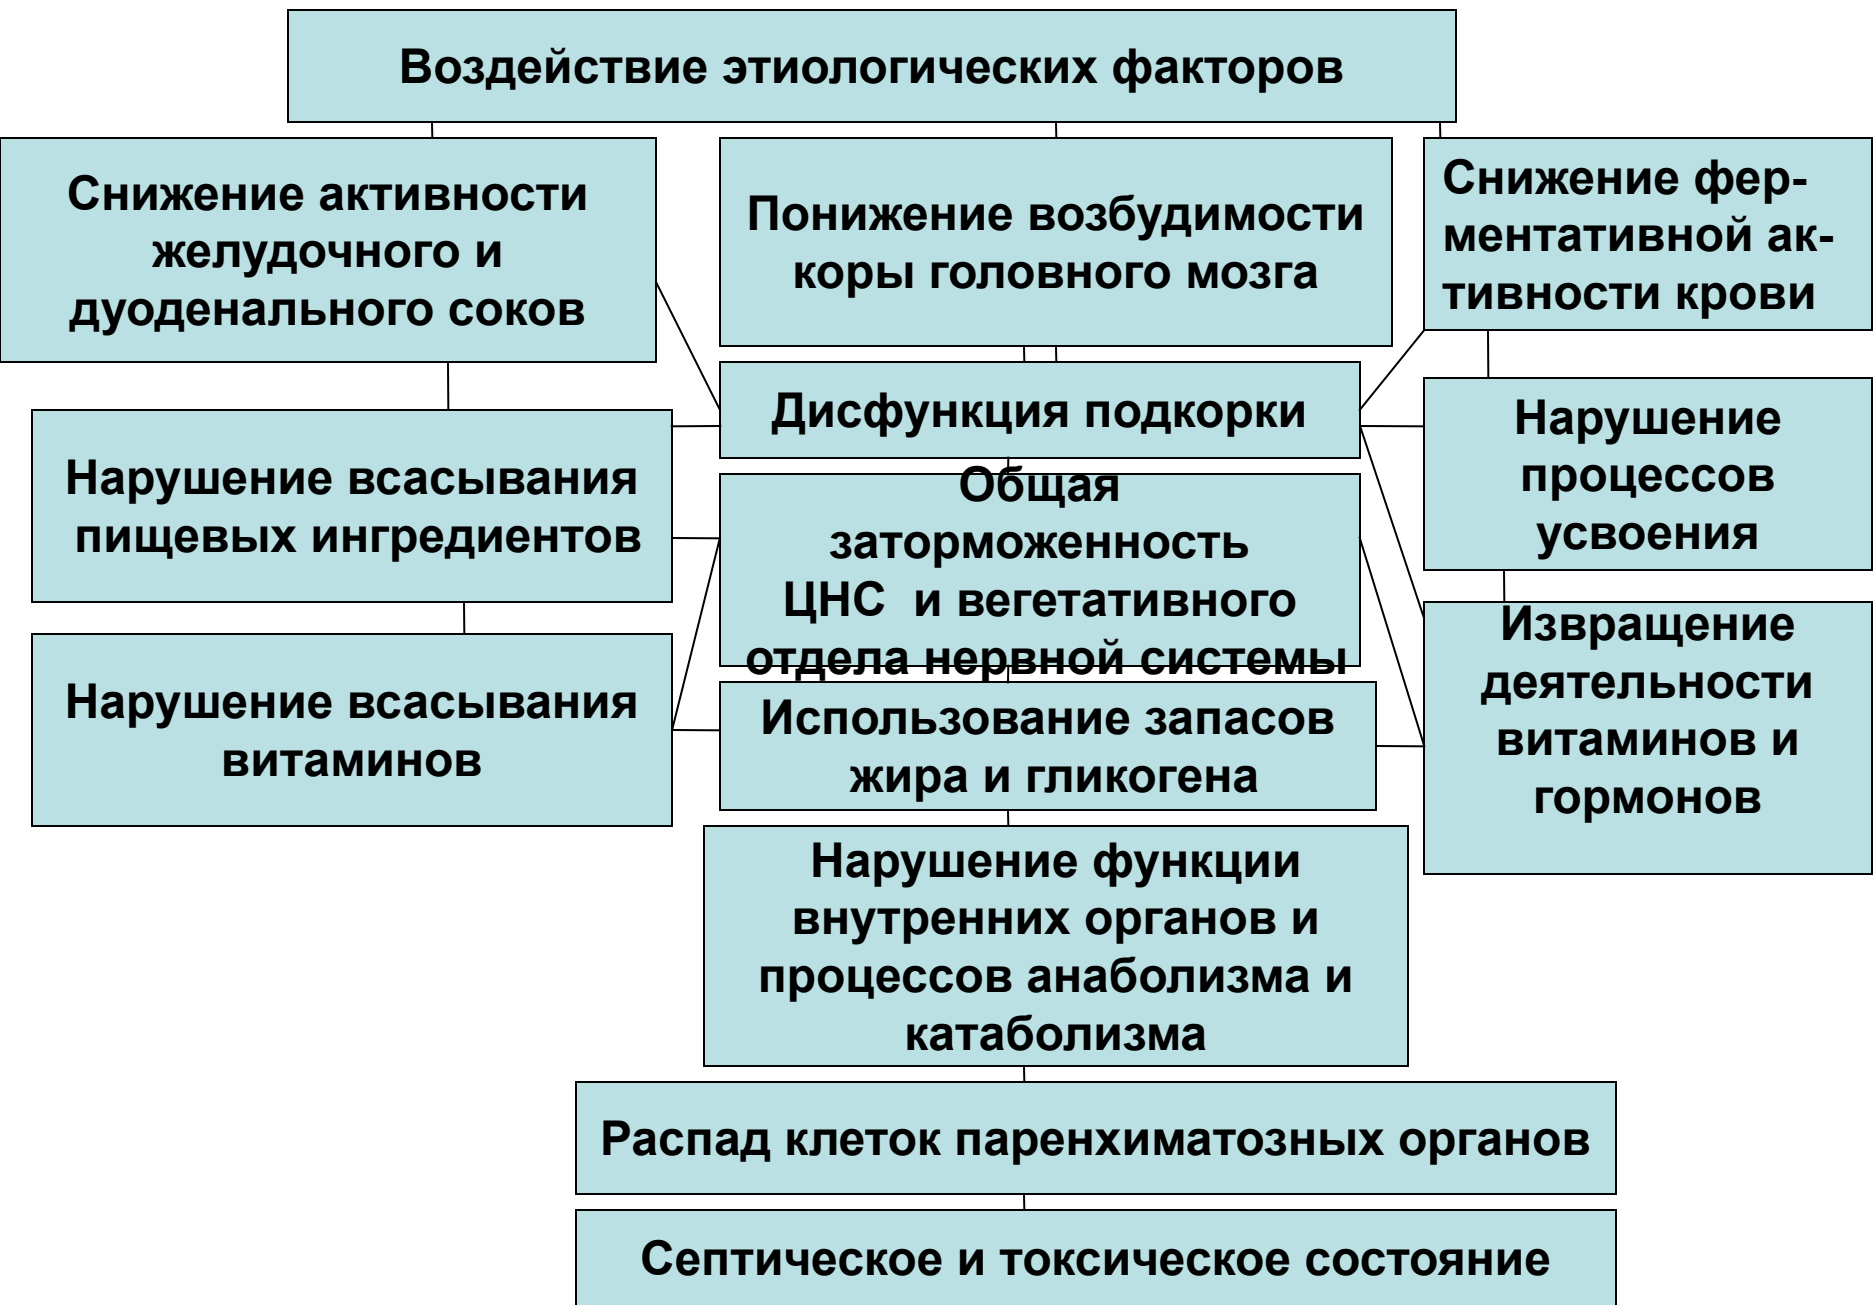 Воздействие этиологических факторов
Снижение активности
желудочного и
дуоденального соков
Понижение возбудимости
коры головного мозга
Снижение фер-
ментативной ак-
тивности крови
Дисфункция подкорки
Нарушение всасывания
пищевых ингредиентов
Общая
заторможенность
ЦНС и вегетативного
отдела нервной системы
Нарушение
процессов
усвоения
Нарушение всасывания
витаминов
Использование запасов
жира и гликогена
Извращение
деятельности
витаминов и
гормонов
Нарушение функции
внутренних органов и
процессов анаболизма и
катаболизма
Распад клеток паренхиматозных органов
Септическое и токсическое состояние